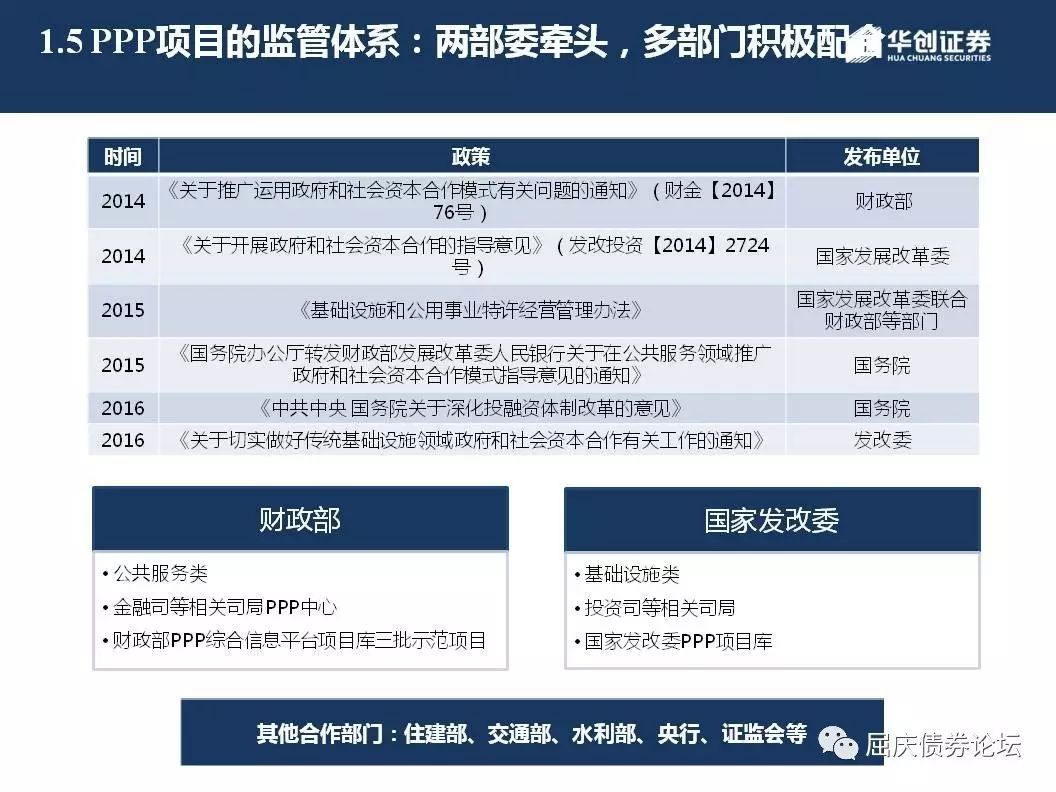 1.5 PPP项目的监管体系：两部委牵头，多部门积极配
华创证券
HUA CHUANG SECURITIES
时间 政策 发布单位
2014 《关于推广运用政府和社会资本合作模式有关问题的通知》（财金【2014】 财政部
76号）
2014 《关于开展政府和社会资本合作的指导意见》（发改投资【2014】2724 国家发展改革委
号）
2015 《基础设施和公用事业特许经营管理办法》 国家发展改革委联合
财政部等部门
2015 《国务院办公厅转发财政部发展改革委人民银行关于在公共服务领域推广 国务院
政府和社会资本合作模式指导意见的通知》
2016 《中共中央 国务院关于深化投融资体制改革的意见》 国务院
2016 《关于切实做好传统基础设施领域政府和社会资本合作有关工作的通知》 发改委
财政部
•公共服务类
•金融司等相关司局PPP中心
•财政部PPP综合信息平台项目库三批示范项目
国家发改委
•基础设施类
•投资司等相关司局
•国家发改委PPP项目库
其他合作部门：住建部、交通部、水利部、央行、证监会等
屈庆债券论坛